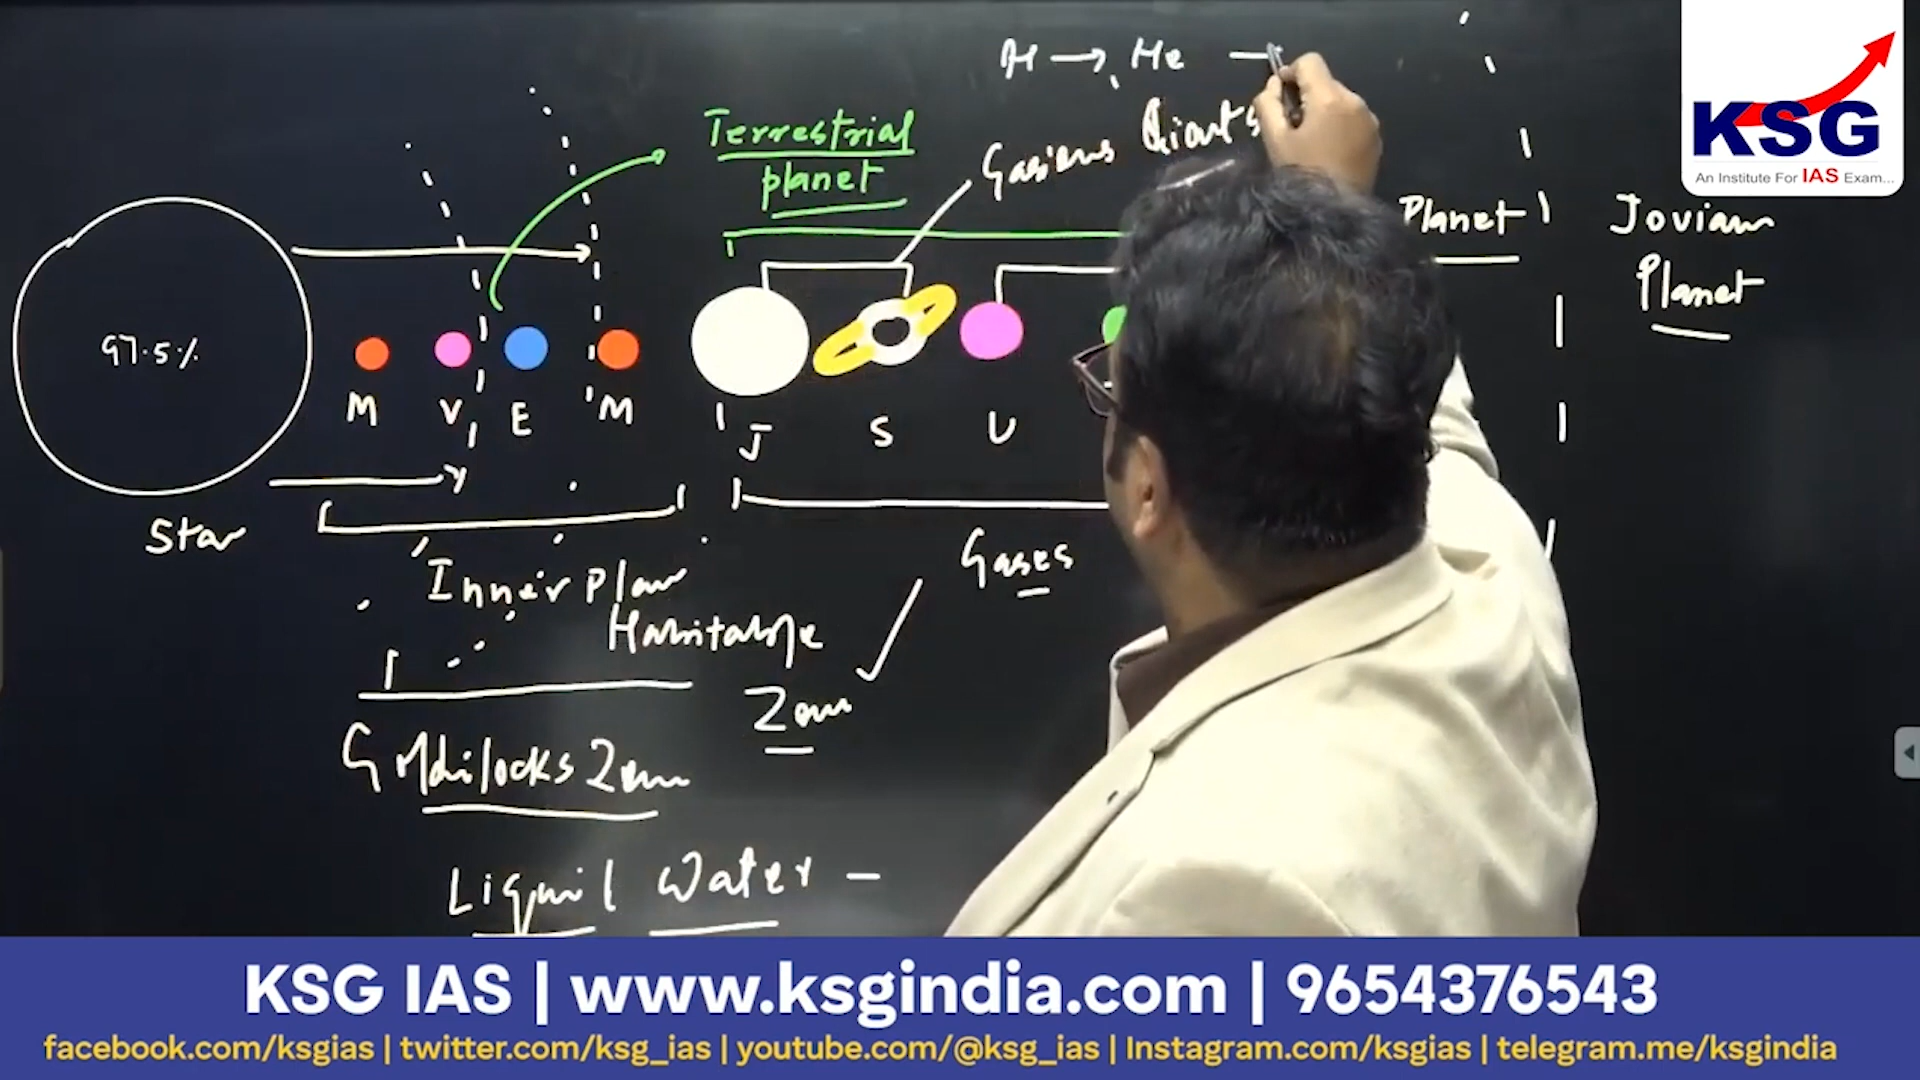 H → He →
Terrestrial
planet
Gasious Giants
Planet
Jovian
Planet
KSG
An Institute For IAS Exam...
97.5%
M V E M
J S U
Star
Gases
Inner Plan
Habitable
Zone
Goldilocks Zone
Liquid Water –
KSG IAS | www.ksgindia.com | 9654376543
facebook.com/ksgias | twitter.com/ksg_ias | youtube.com/@ksg_ias | Instagram.com/ksgias | telegram.me/ksgindia